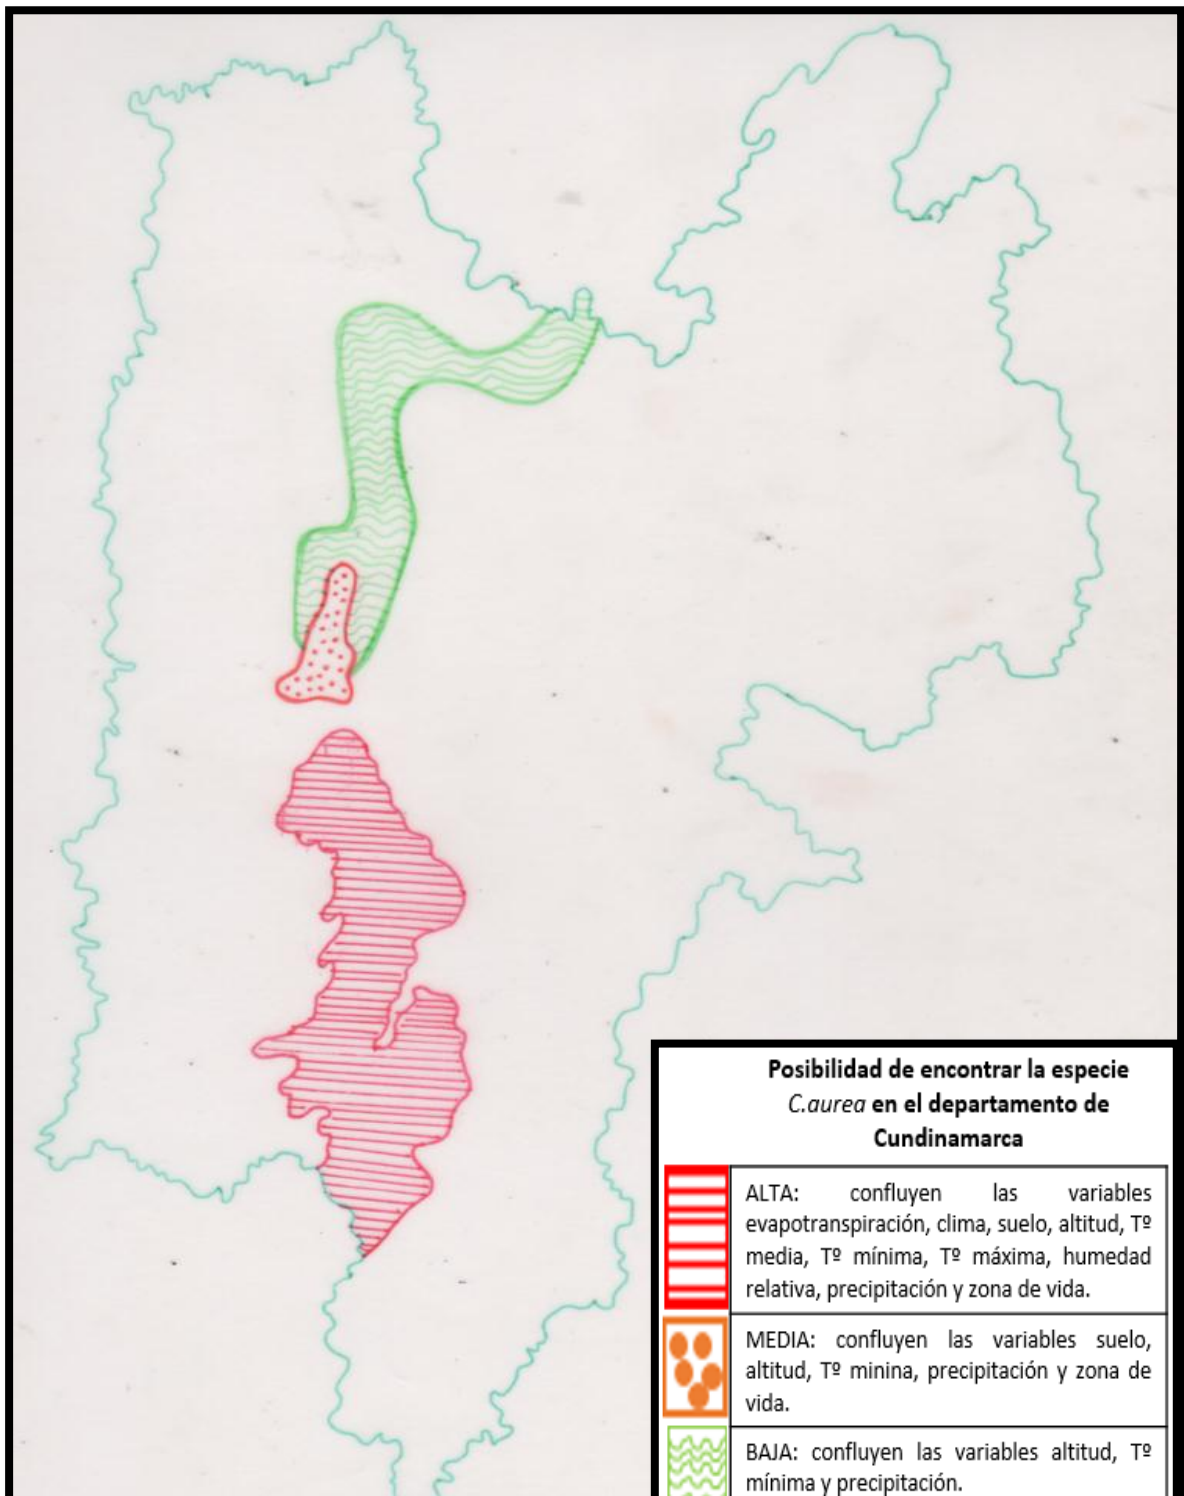 Posibilidad de encontrar la especie
C.aurea en el departamento de
Cundinamarca
ALTA: confluyen las variables
evapotranspiración, clima, suelo, altitud, Tº
media, Tº mínima, Tº máxima, humedad
relativa, precipitación y zona de vida.
MEDIA: confluyen las variables suelo,
altitud, Tº minina, precipitación y zona de
vida.
BAJA: confluyen las variables altitud, Tº
mínima y precipitación.